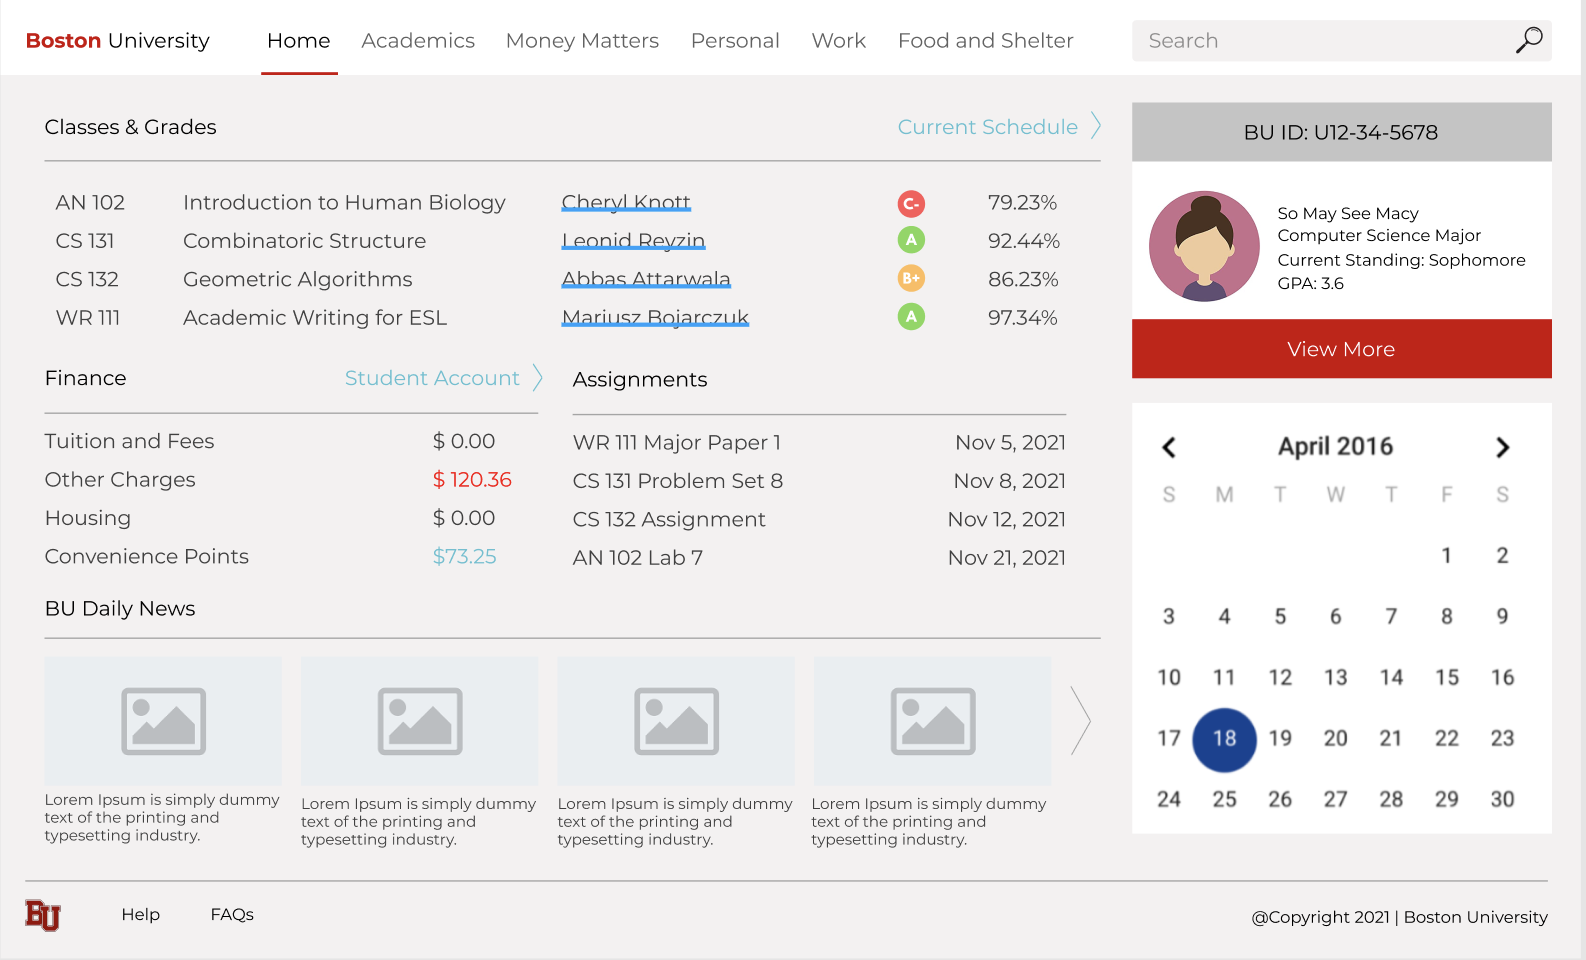 Boston University Home Academics Money Matters Personal Work Food and Shelter Search
Classes & Grades Current Schedule
AN 102 Introduction to Human Biology Cheryl Knott C- 79.23%
CS 131 Combinatoric Structure Leonid Reyzin A 92.44%
CS 132 Geometric Algorithms Abbas Attarwala B+ 86.23%
WR 111 Academic Writing for ESL Mariusz Bojarczuk A 97.34%
Finance Student Account
Tuition and Fees $ 0.00
Other Charges $ 120.36
Housing $ 0.00
Convenience Points $73.25
Assignments
WR 111 Major Paper 1 Nov 5, 2021
CS 131 Problem Set 8 Nov 8, 2021
CS 132 Assignment Nov 12, 2021
AN 102 Lab 7 Nov 21, 2021
BU Daily News
Lorem Ipsum is simply dummy
text of the printing and
typesetting industry.
Lorem Ipsum is simply dummy
text of the printing and
typesetting industry.
Lorem Ipsum is simply dummy
text of the printing and
typesetting industry.
Lorem Ipsum is simply dummy
text of the printing and
typesetting industry.
BU ID: U12-34-5678
So May See Macy
Computer Science Major
Current Standing: Sophomore
GPA: 3.6
View More
April 2016
S M T W T F S
1 2
3 4 5 6 7 8 9
10 11 12 13 14 15 16
17 18 19 20 21 22 23
24 25 26 27 28 29 30
BU Help FAQs @Copyright 2021 | Boston University